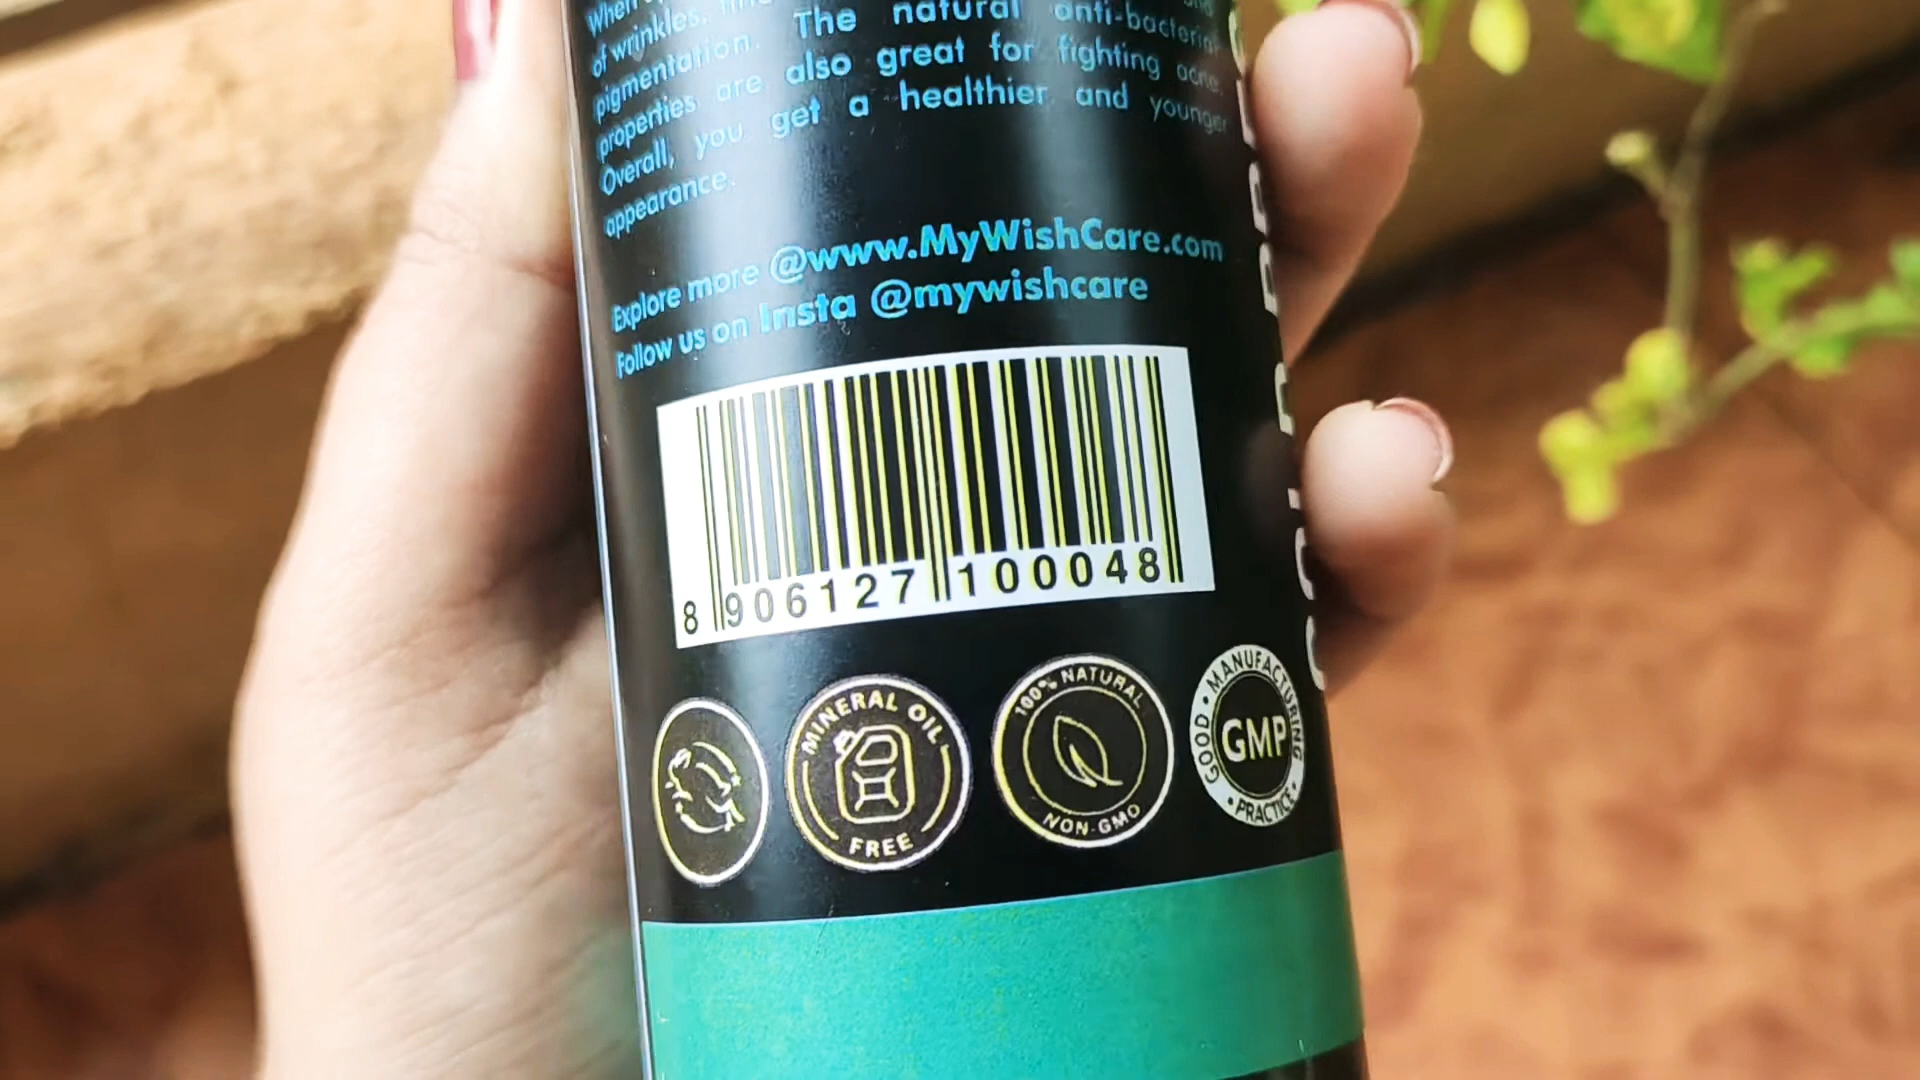 When
of wrinkles,
pigmentation. The natural anti-bacterial
properties are also great for fighting acne.
Overall, you get a healthier and younger
appearance.
Explore more @www.MyWishCare.com
Follow us on Insta @mywishcare
8 906127 100048
MINERAL OIL FREE
100% NATURAL NON-GMO
GOOD • MANUFACTURING • PRACTICE •
GMP